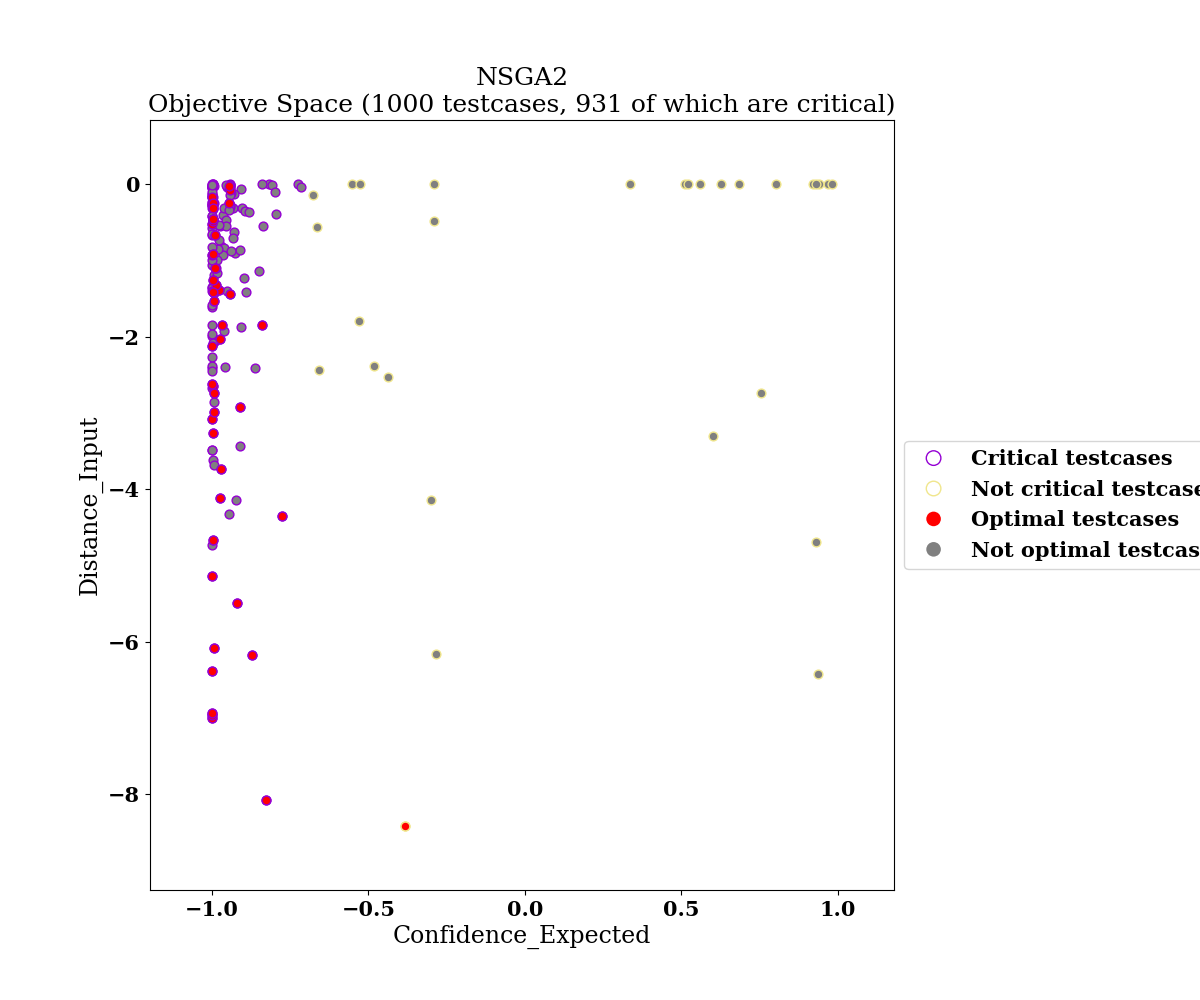 NSGA2
Objective Space (1000 testcases, 931 of which are critical)
0
−2
−4
−6
−8
Distance_Input
−1.0
−0.5
0.0
0.5
1.0
Confidence_Expected
Critical testcases
Not critical testcase
Optimal testcases
Not optimal testcas